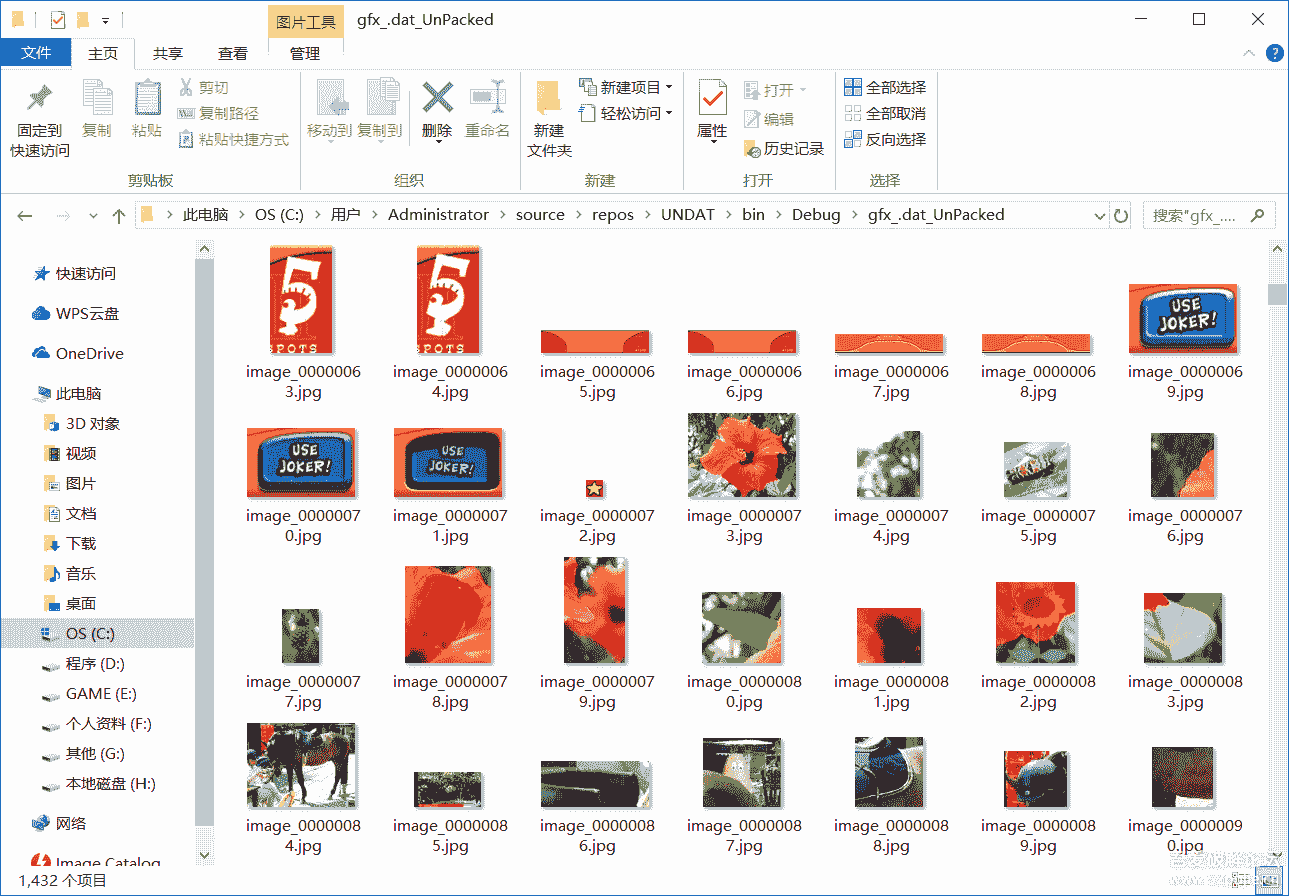 图片工具 gfx_.dat_UnPacked
文件 主页 共享 查看 管理
固定到
快速访问
复制
粘贴
剪切
复制路径
粘贴快捷方式
剪贴板
移动到 复制到 删除 重命名
组织
新建
文件夹
新建项目
轻松访问
新建
属性
打开
编辑
历史记录
打开
全部选择
全部取消
反向选择
选择
此电脑 OS (C:) 用户 Administrator source repos UNDAT bin Debug gfx_.dat_UnPacked
搜索"gfx_....
快速访问
WPS云盘
OneDrive
此电脑
3D 对象
视频
图片
文档
下载
音乐
桌面
OS (C:)
程序 (D:)
GAME (E:)
个人资料 (F:)
其他 (G:)
本地磁盘 (H:)
网络
Image Catalog
5
SPOTS
5
SPOTS
USE
JOKER!
image_0000006
3.jpg
image_0000006
4.jpg
image_0000006
5.jpg
image_0000006
6.jpg
image_0000006
7.jpg
image_0000006
8.jpg
image_0000006
9.jpg
USE
JOKER!
USE
JOKER!
image_0000007
0.jpg
image_0000007
1.jpg
image_0000007
2.jpg
image_0000007
3.jpg
image_0000007
4.jpg
image_0000007
5.jpg
image_0000007
6.jpg
image_0000007
7.jpg
image_0000007
8.jpg
image_0000007
9.jpg
image_0000008
0.jpg
image_0000008
1.jpg
image_0000008
2.jpg
image_0000008
3.jpg
image_0000008
4.jpg
image_0000008
5.jpg
image_0000008
6.jpg
image_0000008
7.jpg
image_0000008
8.jpg
image_0000008
9.jpg
image_0000009
0.jpg
1,432 个项目